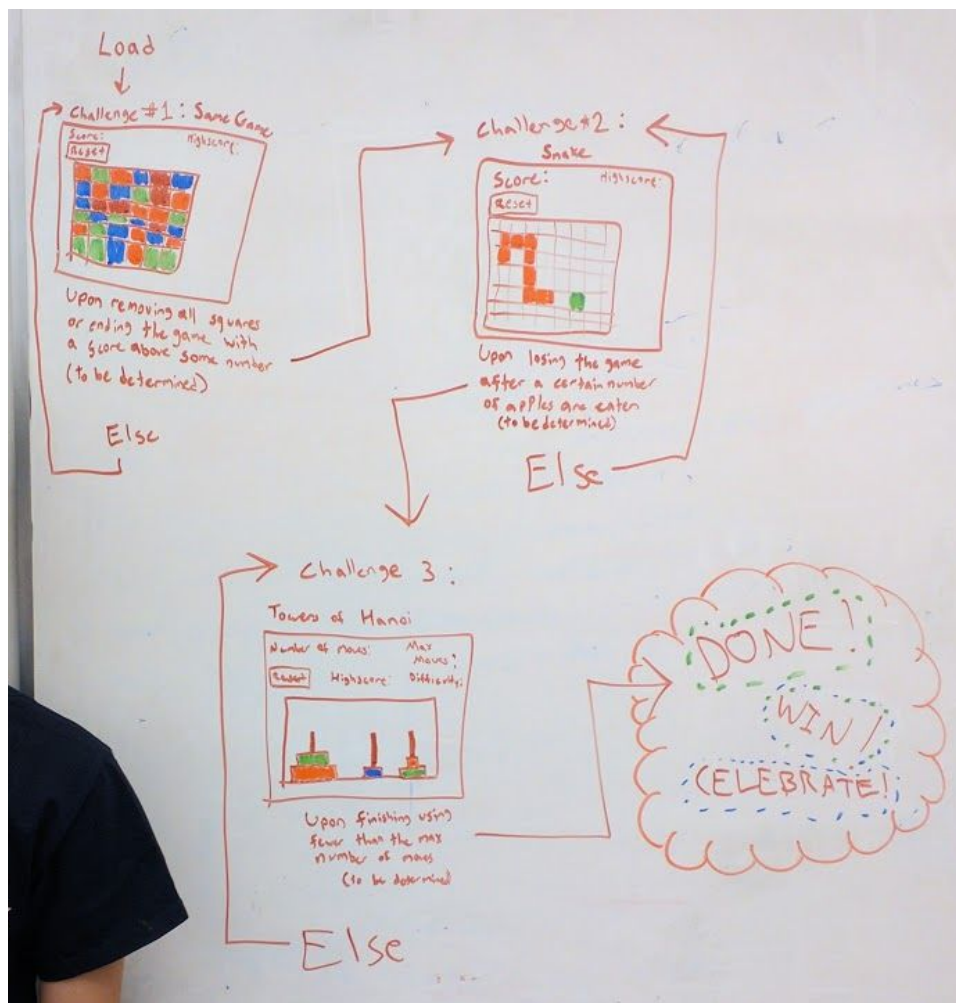 Load
Challenge #1: Same Game
Score: Highscore:
Reset
Upon removing all squares
or ending the game with
a score above some number
(to be determined)
Else
Challenge #2:
Snake
Score: Highscore:
Reset
Upon losing the game
after a certain number
of apples are eaten
(to be determined)
Else
Challenge 3:
Towers of Hanoi
Number of moves: Max
Moves:
Reset Highscore: Difficulty:
Upon finishing using
fewer than the max
number of moves
(to be determined
Else
DONE!
WIN!
CELEBRATE!